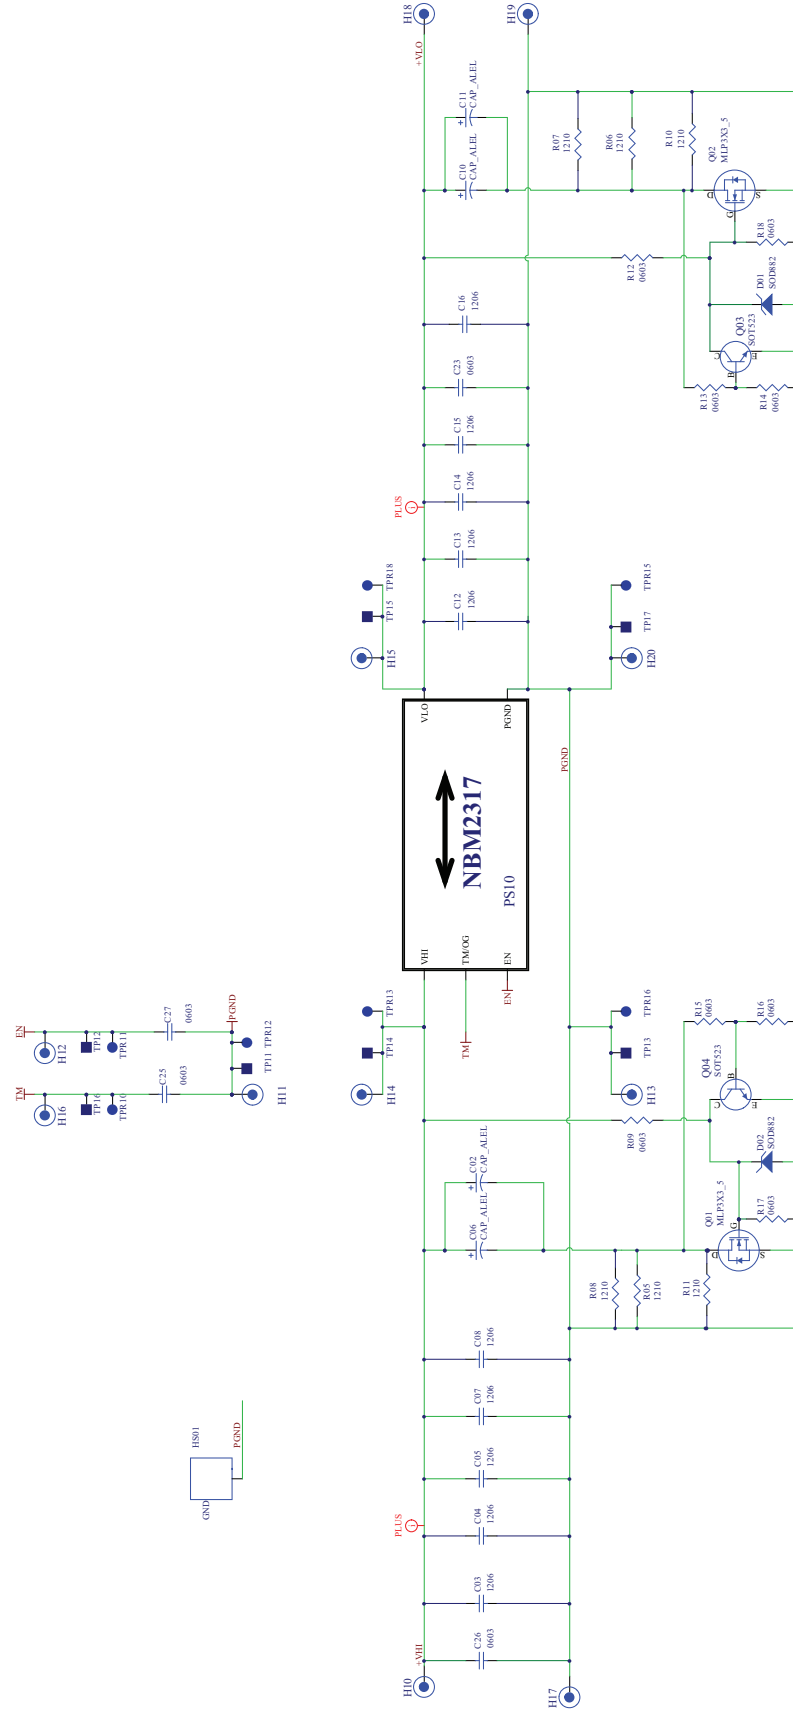 H18
H19
+VLO
C11
CAP_ALEL
+
C10
CAP_ALEL
+
R07
1210
R06
1210
R10
1210
Q02
MLP3X3_5
D
S
G
R18
0603
R12
0603
D01
SOD882
C16
1206
Q03
SOT523
C
E
B
C23
0603
R13
0603
R14
0603
C15
1206
C14
1206
PLUS
C13
1206
C12
1206
TPR18
TP15
H15
TPR15
TP17
H20
VLO
PGND
PGND
NBM2317
PS10
VHI
TM/OG
EN
EN
TM
EN
H12
TP12
TPR11
C27
0603
PGND
TPR12
TP11
H11
TM
H16
TP16
TPR10
C25
0603
TPR13
TP14
H14
TPR16
TP13
H13
R15
0603
R16
0603
Q04
SOT523
B
C
E
R09
0603
D02
SOD882
C02
CAP_ALEL
+
C06
CAP_ALEL
+
Q01
MLP3X3_5
G
D
S
R17
0603
R08
1210
R05
1210
R11
1210
C08
1206
C07
1206
C05
1206
C04
1206
PLUS
C03
1206
C26
0603
HS01
PGND
GND
+VHI
H10
H17